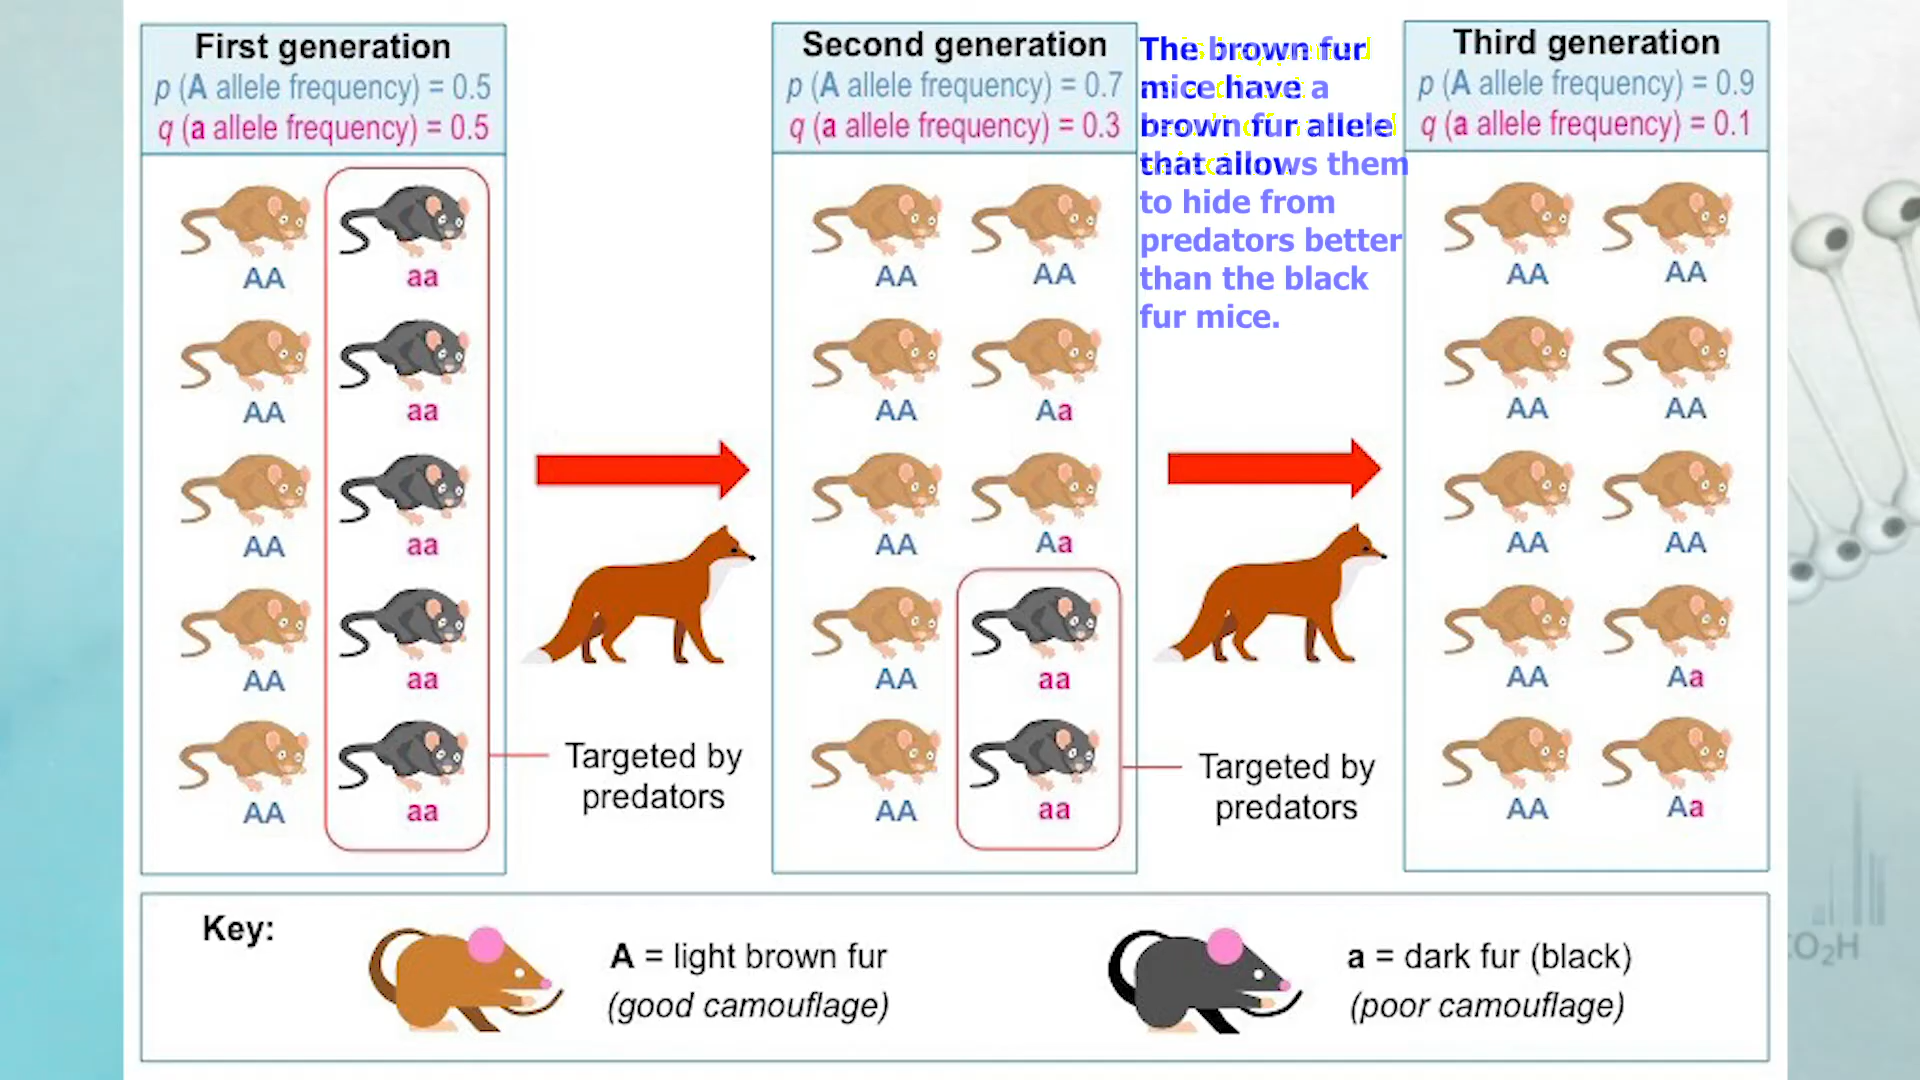 First generation
p (A allele frequency) = 0.5
q (a allele frequency) = 0.5
AA aa
AA aa
AA aa
AA aa
AA aa
Targeted by
predators
Second generation
p (A allele frequency) = 0.7
q (a allele frequency) = 0.3
AA AA
AA Aa
AA Aa
AA aa
AA aa
Targeted by
predators
The brown fur
mice have a
brown fur allele
that allows them
to hide from
predators better
than the black
fur mice.
Third generation
p (A allele frequency) = 0.9
q (a allele frequency) = 0.1
AA AA
AA AA
AA AA
AA Aa
AA Aa
Key:
A = light brown fur
(good camouflage)
a = dark fur (black)
(poor camouflage)
CO2H